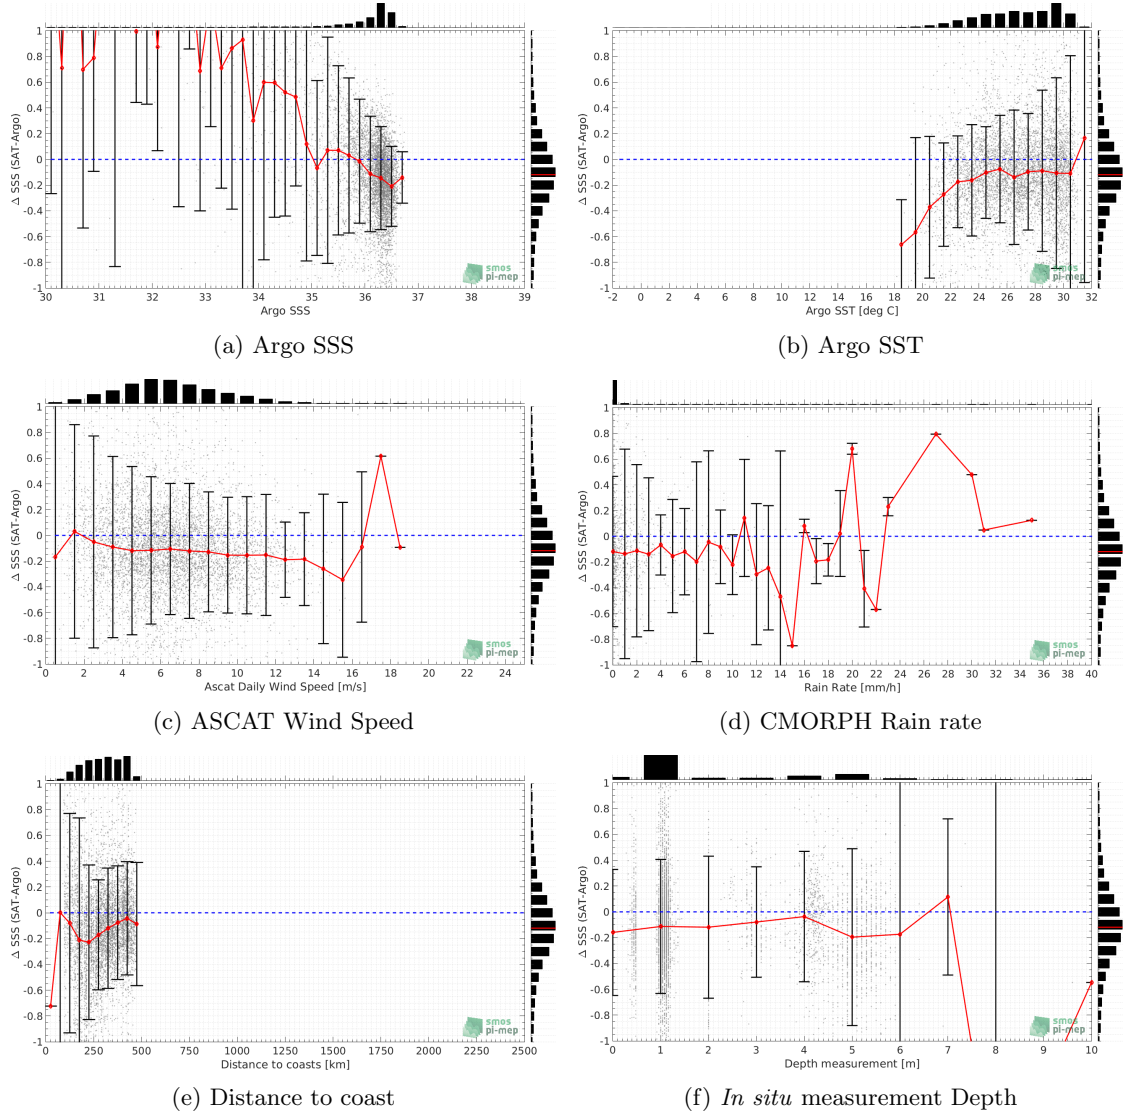 Δ SSS (SAT-Argo)
1
0.8
0.6
0.4
0.2
0
-0.2
-0.4
-0.6
-0.8
-1
30 31 32 33 34 35 36 37 38 39
Argo SSS
smos
pi-mep
(a) Argo SSS
Δ SSS (SAT-Argo)
1
0.8
0.6
0.4
0.2
0
-0.2
-0.4
-0.6
-0.8
-1
-2 0 2 4 6 8 10 12 14 16 18 20 22 24 26 28 30 32
Argo SST [deg C]
smos
pi-mep
(b) Argo SST
Δ SSS (SAT-Argo)
1
0.8
0.6
0.4
0.2
0
-0.2
-0.4
-0.6
-0.8
-1
0 2 4 6 8 10 12 14 16 18 20 22 24
Ascat Daily Wind Speed [m/s]
smos
pi-mep
(c) ASCAT Wind Speed
Δ SSS (SAT-Argo)
1
0.8
0.6
0.4
0.2
0
-0.2
-0.4
-0.6
-0.8
-1
0 2 4 6 8 10 12 14 16 18 20 22 24 26 28 30 32 34 36 38 40
Rain Rate [mm/h]
smos
pi-mep
(d) CMORPH Rain rate
Δ SSS (SAT-Argo)
1
0.8
0.6
0.4
0.2
0
-0.2
-0.4
-0.6
-0.8
-1
0 250 500 750 1000 1250 1500 1750 2000 2250 2500
Distance to coasts [km]
smos
pi-mep
(e) Distance to coast
Δ SSS (SAT-Argo)
1
0.8
0.6
0.4
0.2
0
-0.2
-0.4
-0.6
-0.8
-1
0 1 2 3 4 5 6 7 8 9 10
Depth measurement [m]
smos
pi-mep
(f) In situ measurement Depth